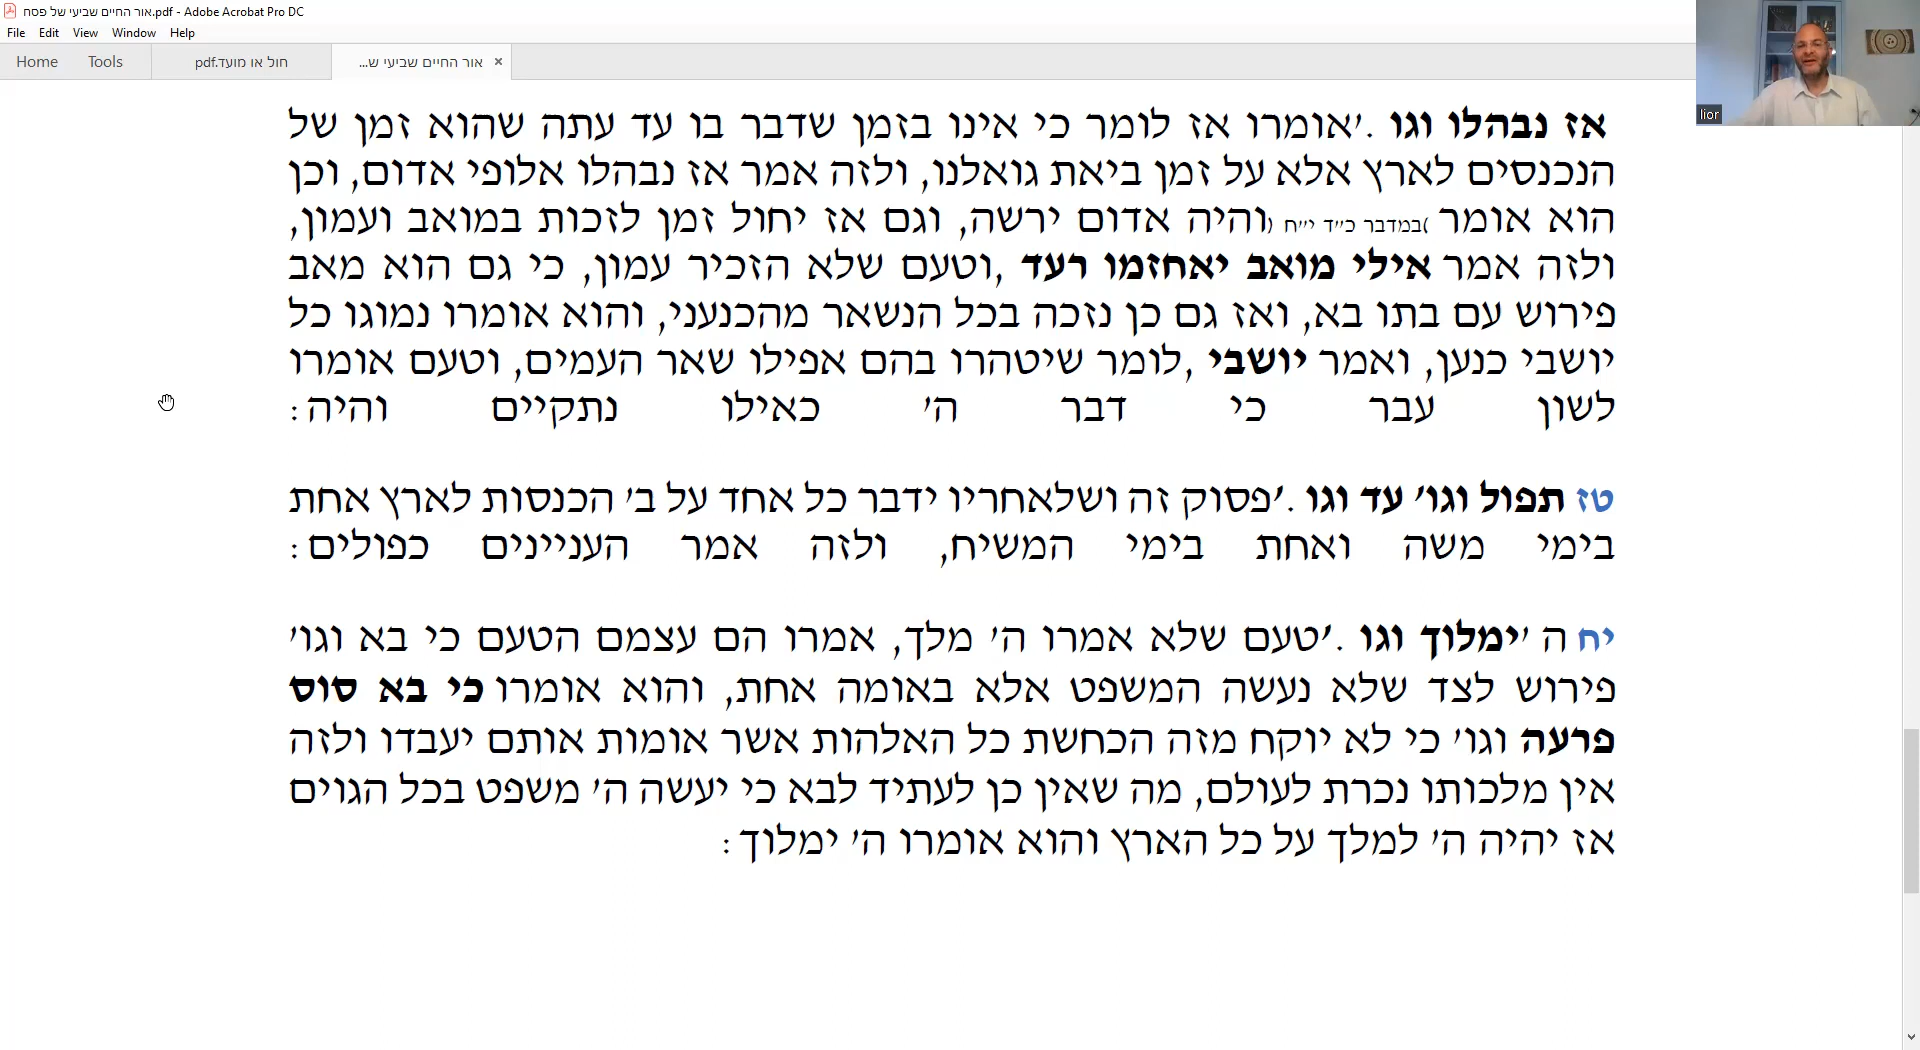 אור החיים שביעי של פסח.pdf - Adobe Acrobat Pro DC
File Edit View Window Help
Home Tools חול או מועד.pdf אור החיים שביעי ש... ×
lior
אז נבהלו וגו .'אומרו אז לומר כי אינו בזמן שדבר בו עד עתה שהוא זמן של
הנכנסים לארץ אלא על זמן ביאת גואלנו, ולזה אמר אז נבהלו אלופי אדום, וכן
הוא אומר )במדבר כ״ד י״ח (והיה אדום ירשה, וגם אז יחול זמן לזכות במואב ועמון,
ולזה אמר אילי מואב יאחזמו רעד ,וטעם שלא הזכיר עמון, כי גם הוא מאב
פירוש עם בתו בא, ואז גם כן נזכה בכל הנשאר מהכנעני, והוא אומרו נמוגו כל
יושבי כנען, ואמר יושבי ,לומר שיטהרו בהם אפילו שאר העמים, וטעם אומרו
לשון עבר כי דבר ה' כאילו נתקיים והיה:
טז תפול וגו' עד וגו .'פסוק זה ושלאחריו ידבר כל אחד על ב' הכנסות לארץ אחת
בימי משה ואחת בימי המשיח, ולזה אמר העניינים כפולים:
יח ה 'ימלוך וגו .'טעם שלא אמרו ה' מלך, אמרו הם עצמם הטעם כי בא וגו'
פירוש לצד שלא נעשה המשפט אלא באומה אחת, והוא אומרו כי בא סוס
פרעה וגו' כי לא יוקח מזה הכחשת כל האלהות אשר אומות אותם יעבדו ולזה
אין מלכותו נכרת לעולם, מה שאין כן לעתיד לבא כי יעשה ה' משפט בכל הגוים
אז יהיה ה' למלך על כל הארץ והוא אומרו ה' ימלוך: